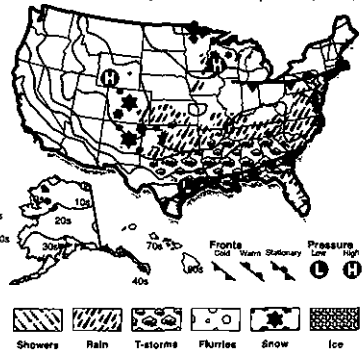 H
H
10s
20s
30s
40s
70s
80s
Fronts
Cold Warm Stationary
Pressure
Low High
L H
Showers Rain T-storms Flurries Snow Ice